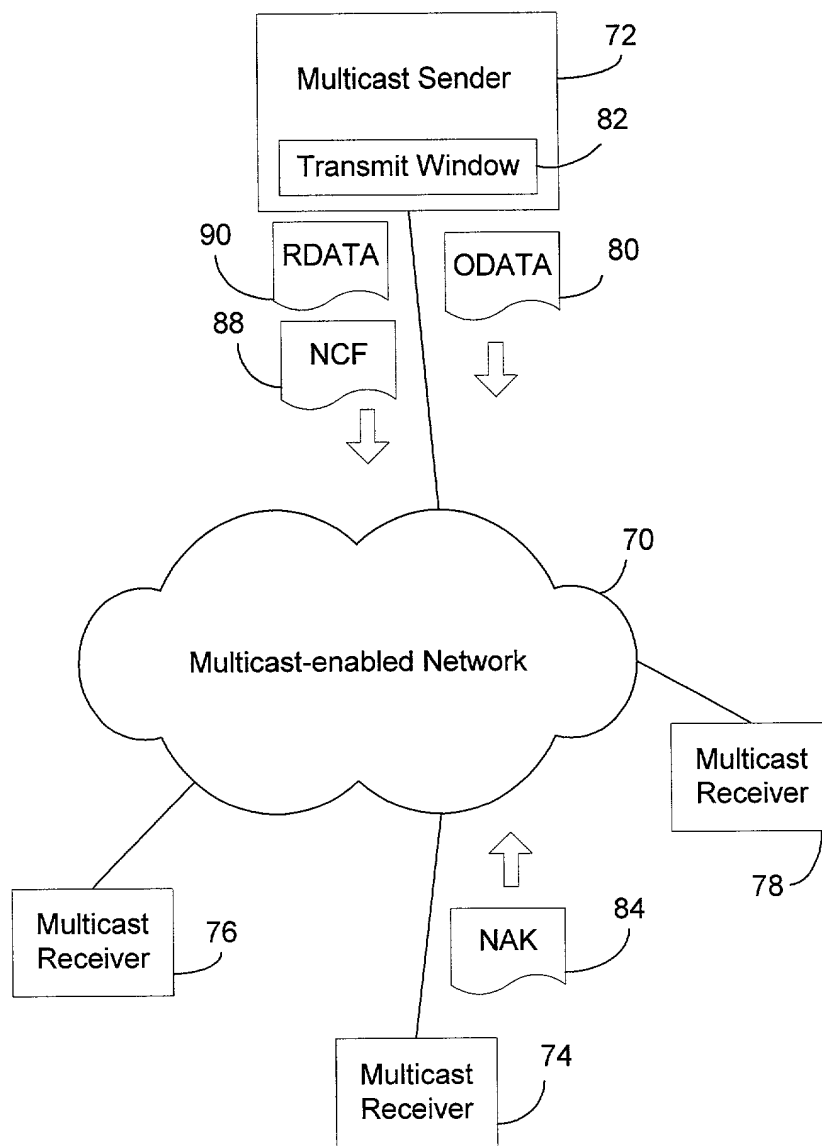 72
Multicast Sender
82
Transmit Window
90
RDATA
ODATA
80
88
NCF
70
Multicast-enabled Network
Multicast
Receiver
78
Multicast
Receiver
76
NAK
84
Multicast
Receiver
74